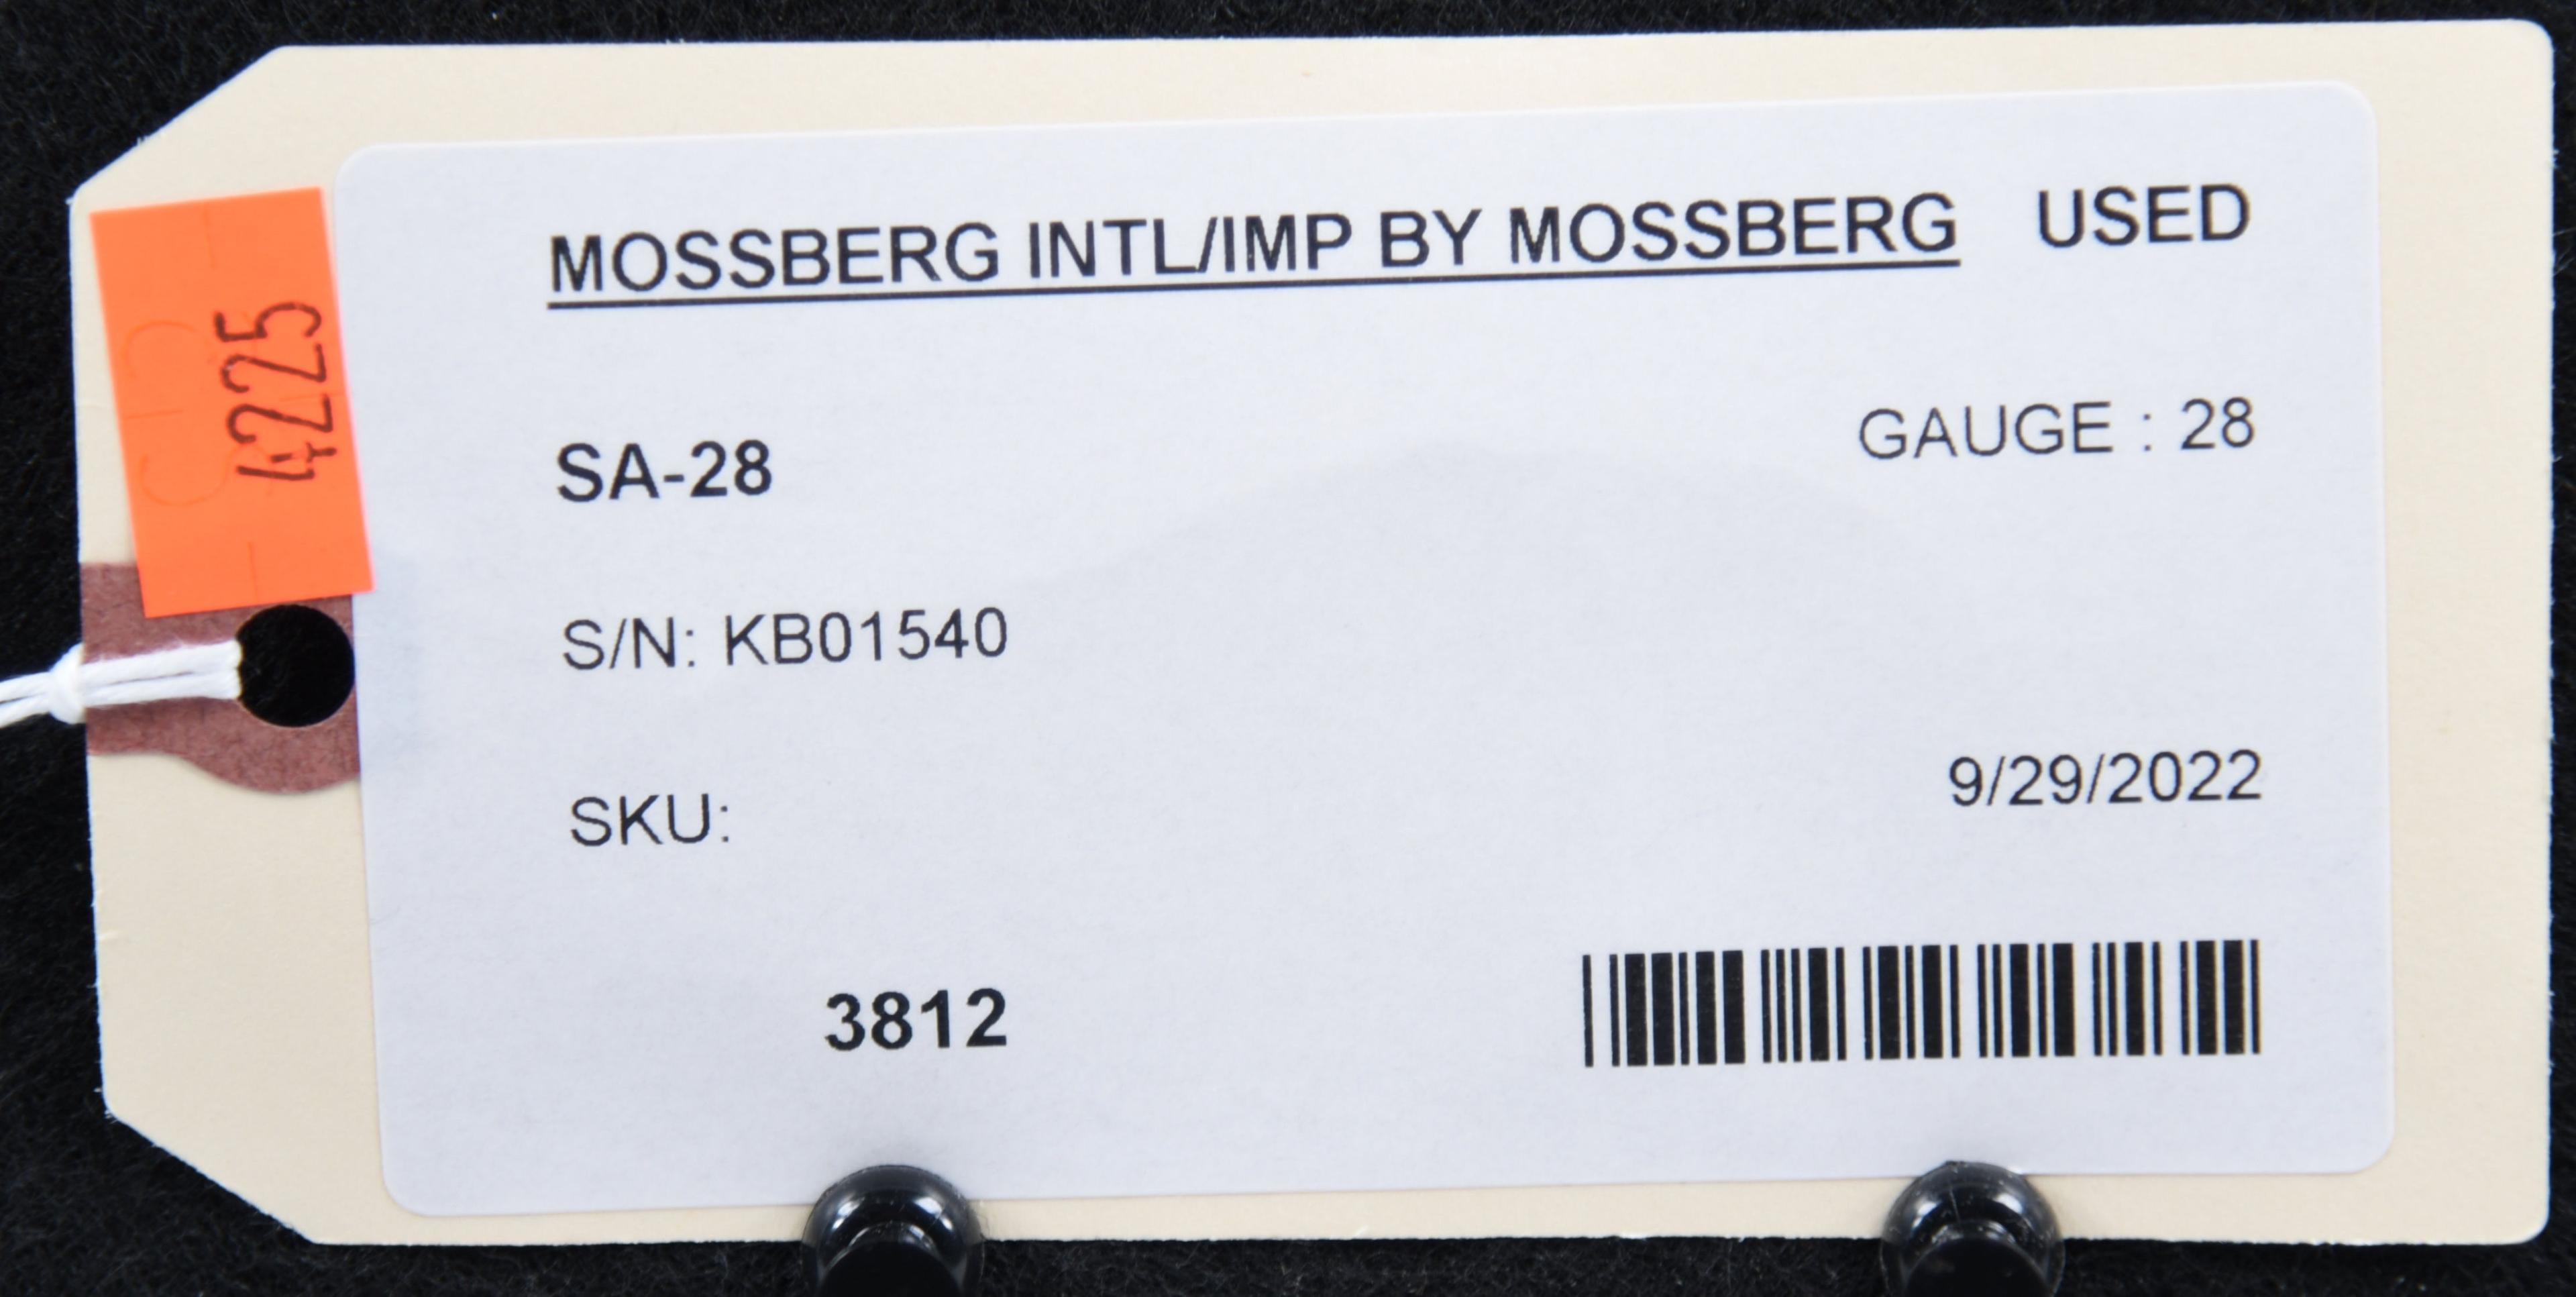 MOSSBERG INTL/IMP BY MOSSBERG USED
SA-28 GAUGE : 28
S/N: KB01540
SKU:
9/29/2022
3812
4225